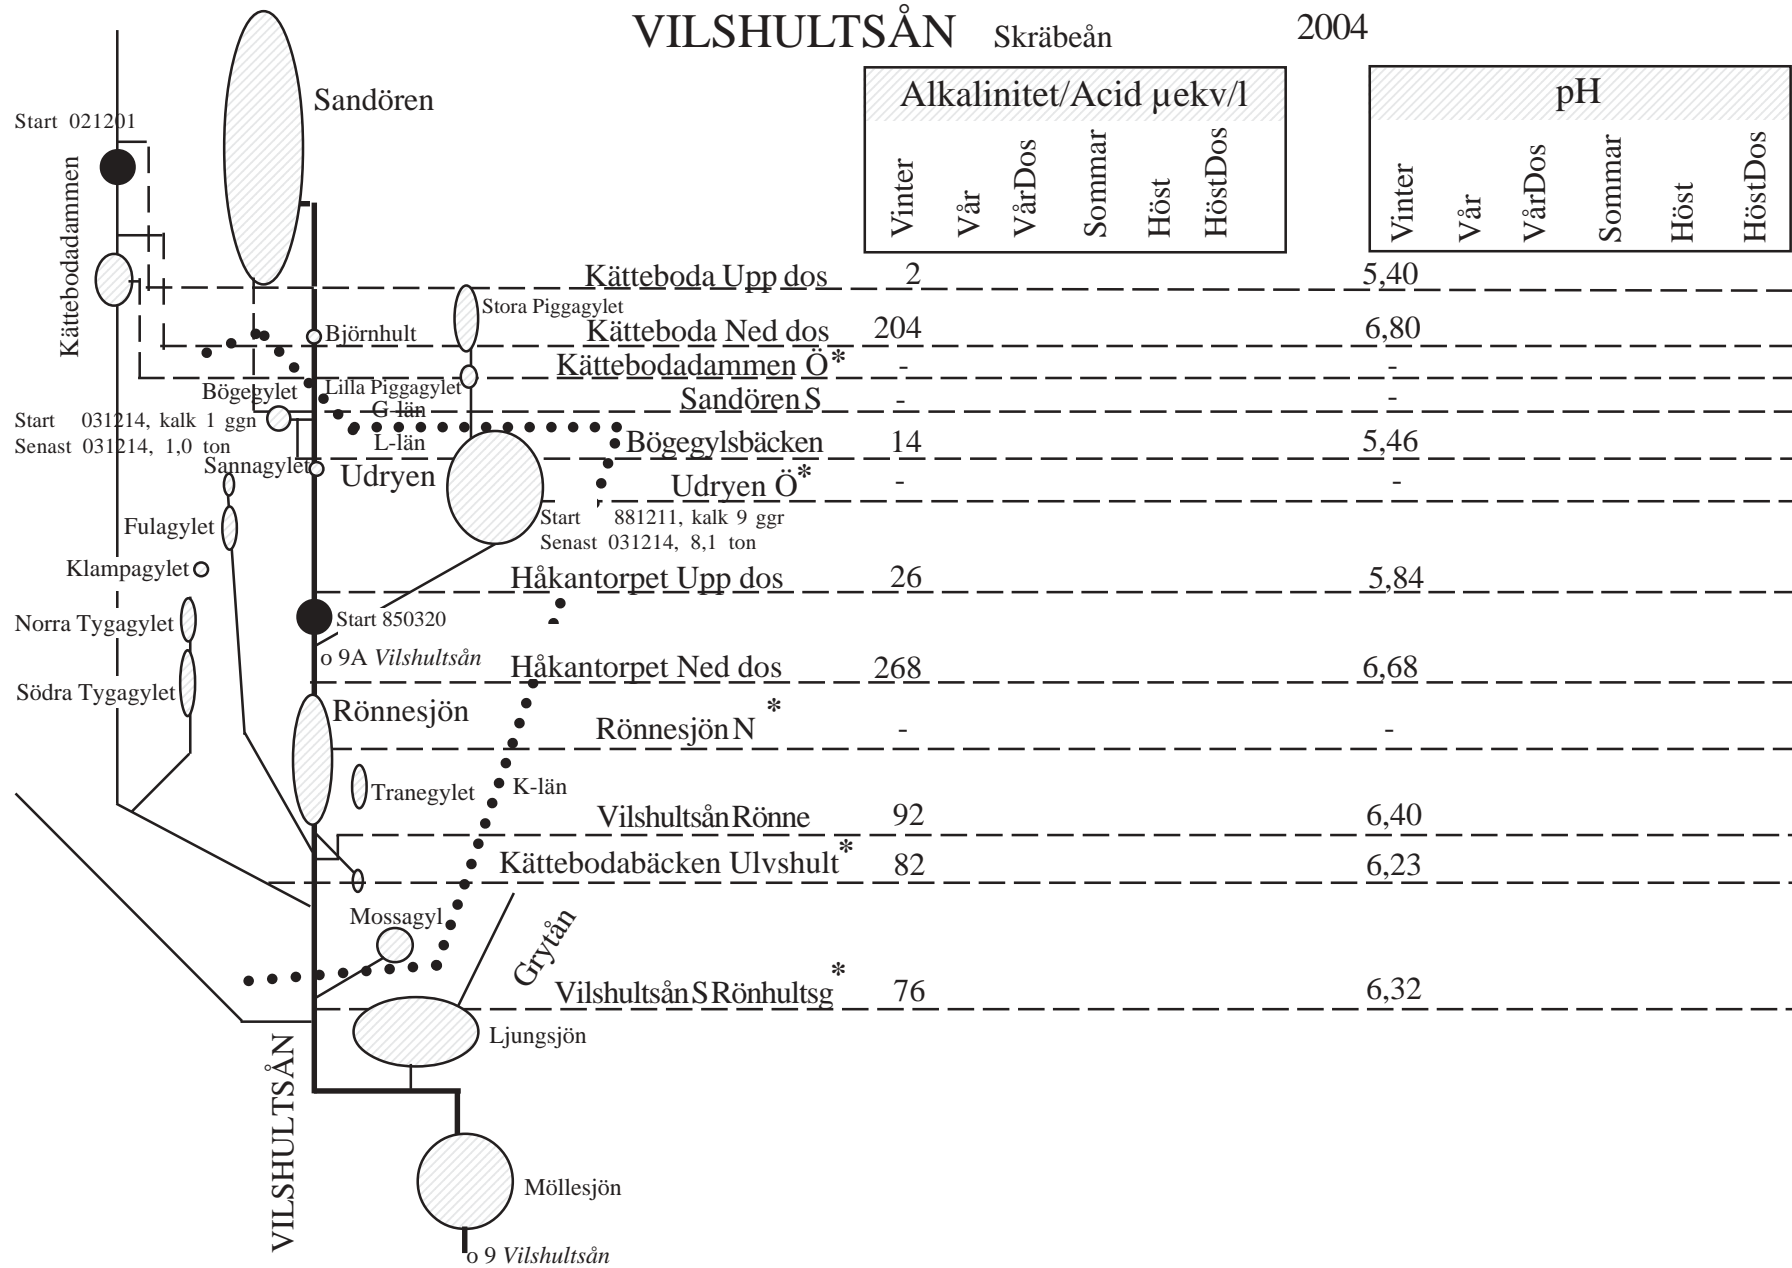 VILSHULTSÅN Skräbeån 2004
Alkalinitet/Acid µekv/l
pH
Vinter Vår VårDos Sommar Höst HöstDos
Vinter Vår VårDos Sommar Höst HöstDos
Sandören
Start 021201
Kättebodadammen
Kätteboda Upp dos 2 5,40
Stora Piggagylet
Björnhult
Kätteboda Ned dos 204 6,80
Kättebodadammen Ö* - -
Bögegylet
Lilla Piggagylet
Sandören S - -
G-län
Start 031214, kalk 1 ggn
Senast 031214, 1,0 ton
L-län
Bögegylsbäcken 14 5,46
Sannagylet
Udryen
Udryen Ö* - -
Start 881211, kalk 9 ggr
Senast 031214, 8,1 ton
Fulagylet
Klampagylet
Håkantorpet Upp dos 26 5,84
Norra Tygagylet
Start 850320
o 9A Vilshultsån
Håkantorpet Ned dos 268 6,68
Södra Tygagylet
Rönnesjön
Rönnesjön N * - -
Tranegylet
K-län
Vilshultsån Rönne 92 6,40
Kättebodabäcken Ulvshult* 82 6,23
Mossagyl
Grytån
Vilshultsån S Rönhultsg * 76 6,32
Ljungsjön
VILSHULTSÅN
Möllesjön
o 9 Vilshultsån